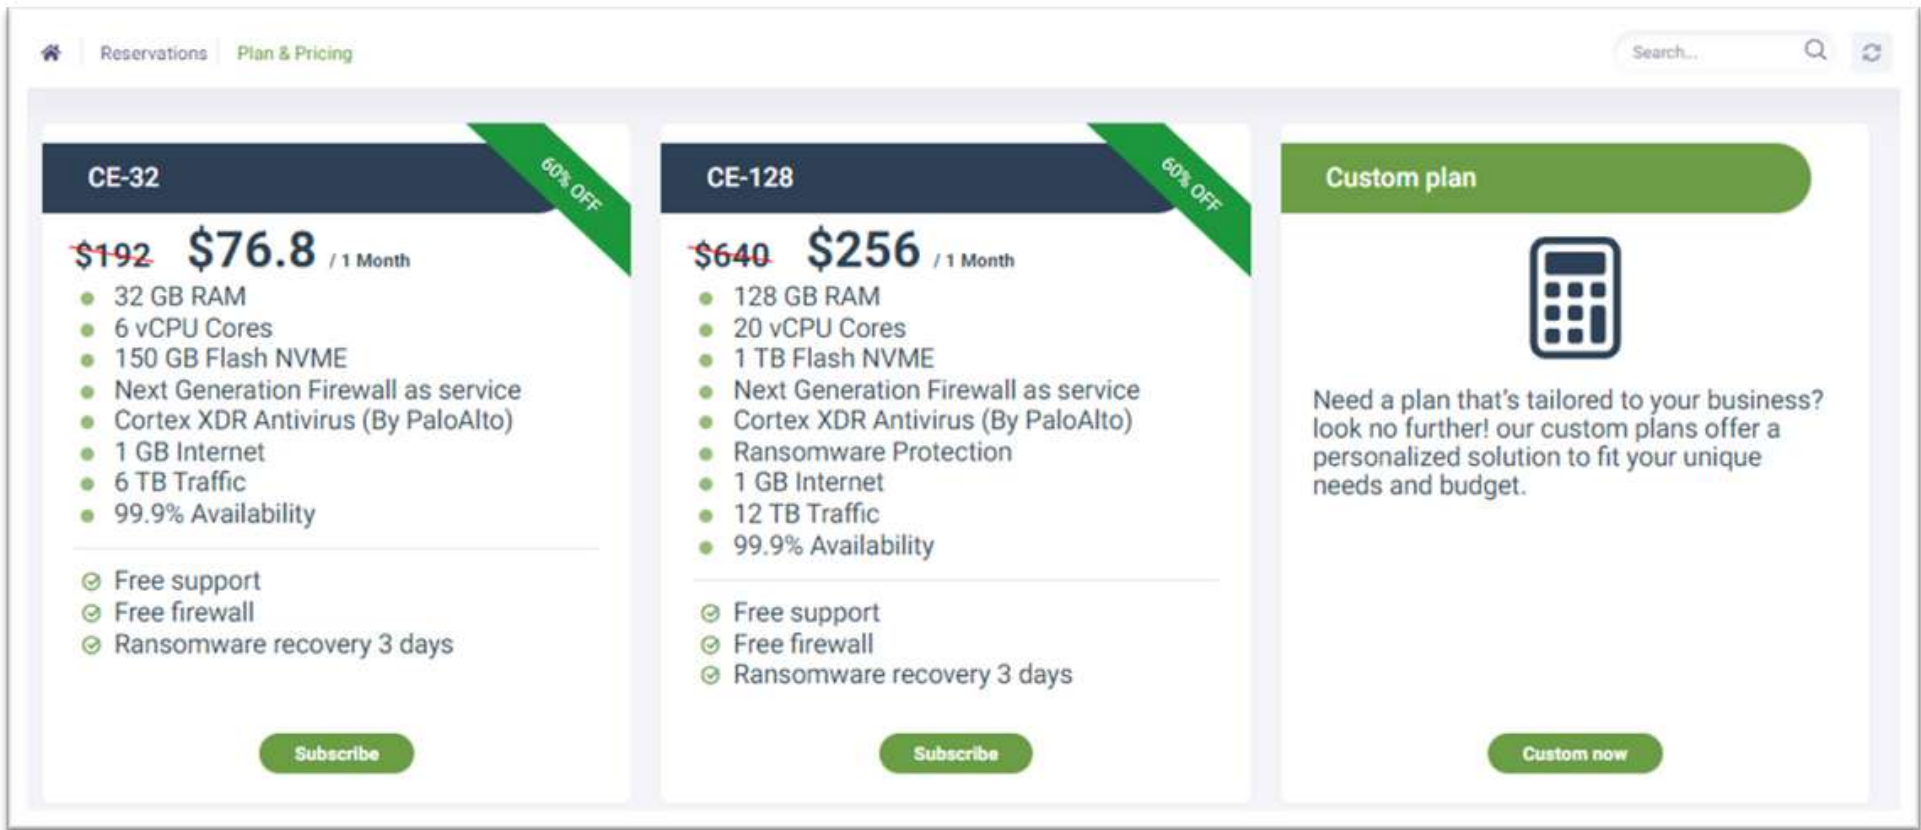 Reservations
Plan & Pricing
Search...
CE-32
60% OFF
$192 $76.8 / 1 Month
32 GB RAM
6 vCPU Cores
150 GB Flash NVME
Next Generation Firewall as service
Cortex XDR Antivirus (By PaloAlto)
1 GB Internet
6 TB Traffic
99.9% Availability
Free support
Free firewall
Ransomware recovery 3 days
Subscribe
CE-128
60% OFF
$640 $256 / 1 Month
128 GB RAM
20 vCPU Cores
1 TB Flash NVME
Next Generation Firewall as service
Cortex XDR Antivirus (By PaloAlto)
Ransomware Protection
1 GB Internet
12 TB Traffic
99.9% Availability
Free support
Free firewall
Ransomware recovery 3 days
Subscribe
Custom plan
Need a plan that's tailored to your business?
look no further! our custom plans offer a
personalized solution to fit your unique
needs and budget.
Custom now